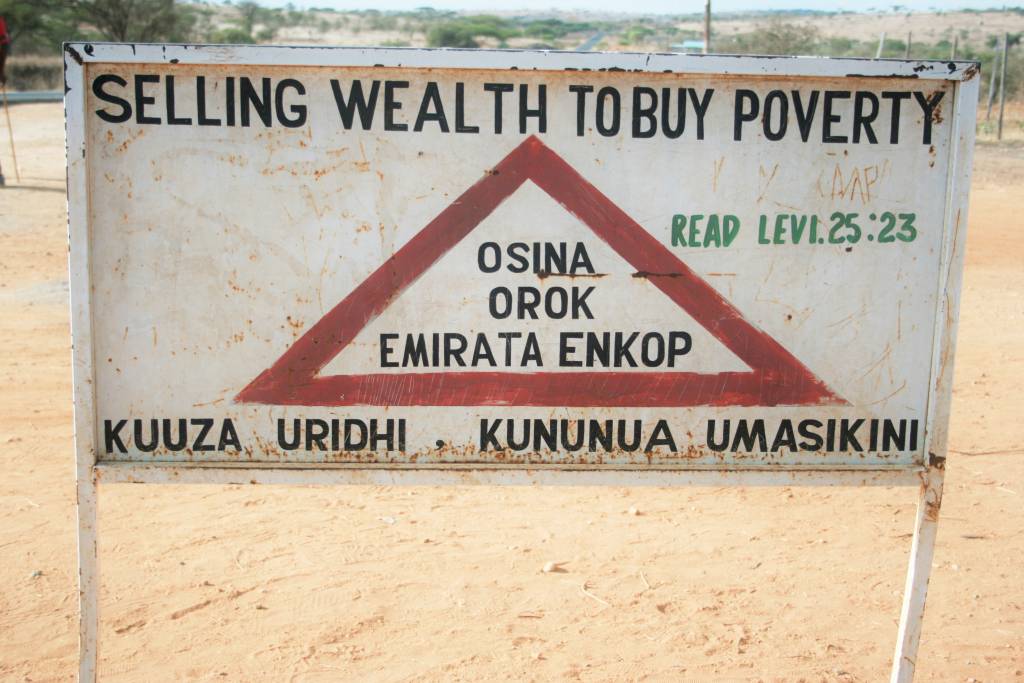 SELLING WEALTH TO BUY POVERTY
READ LEVI.25:23
OSINA
OROK
EMIRATA ENKOP
KUUZA URIDHI , KUNUNUA UMASIKINI